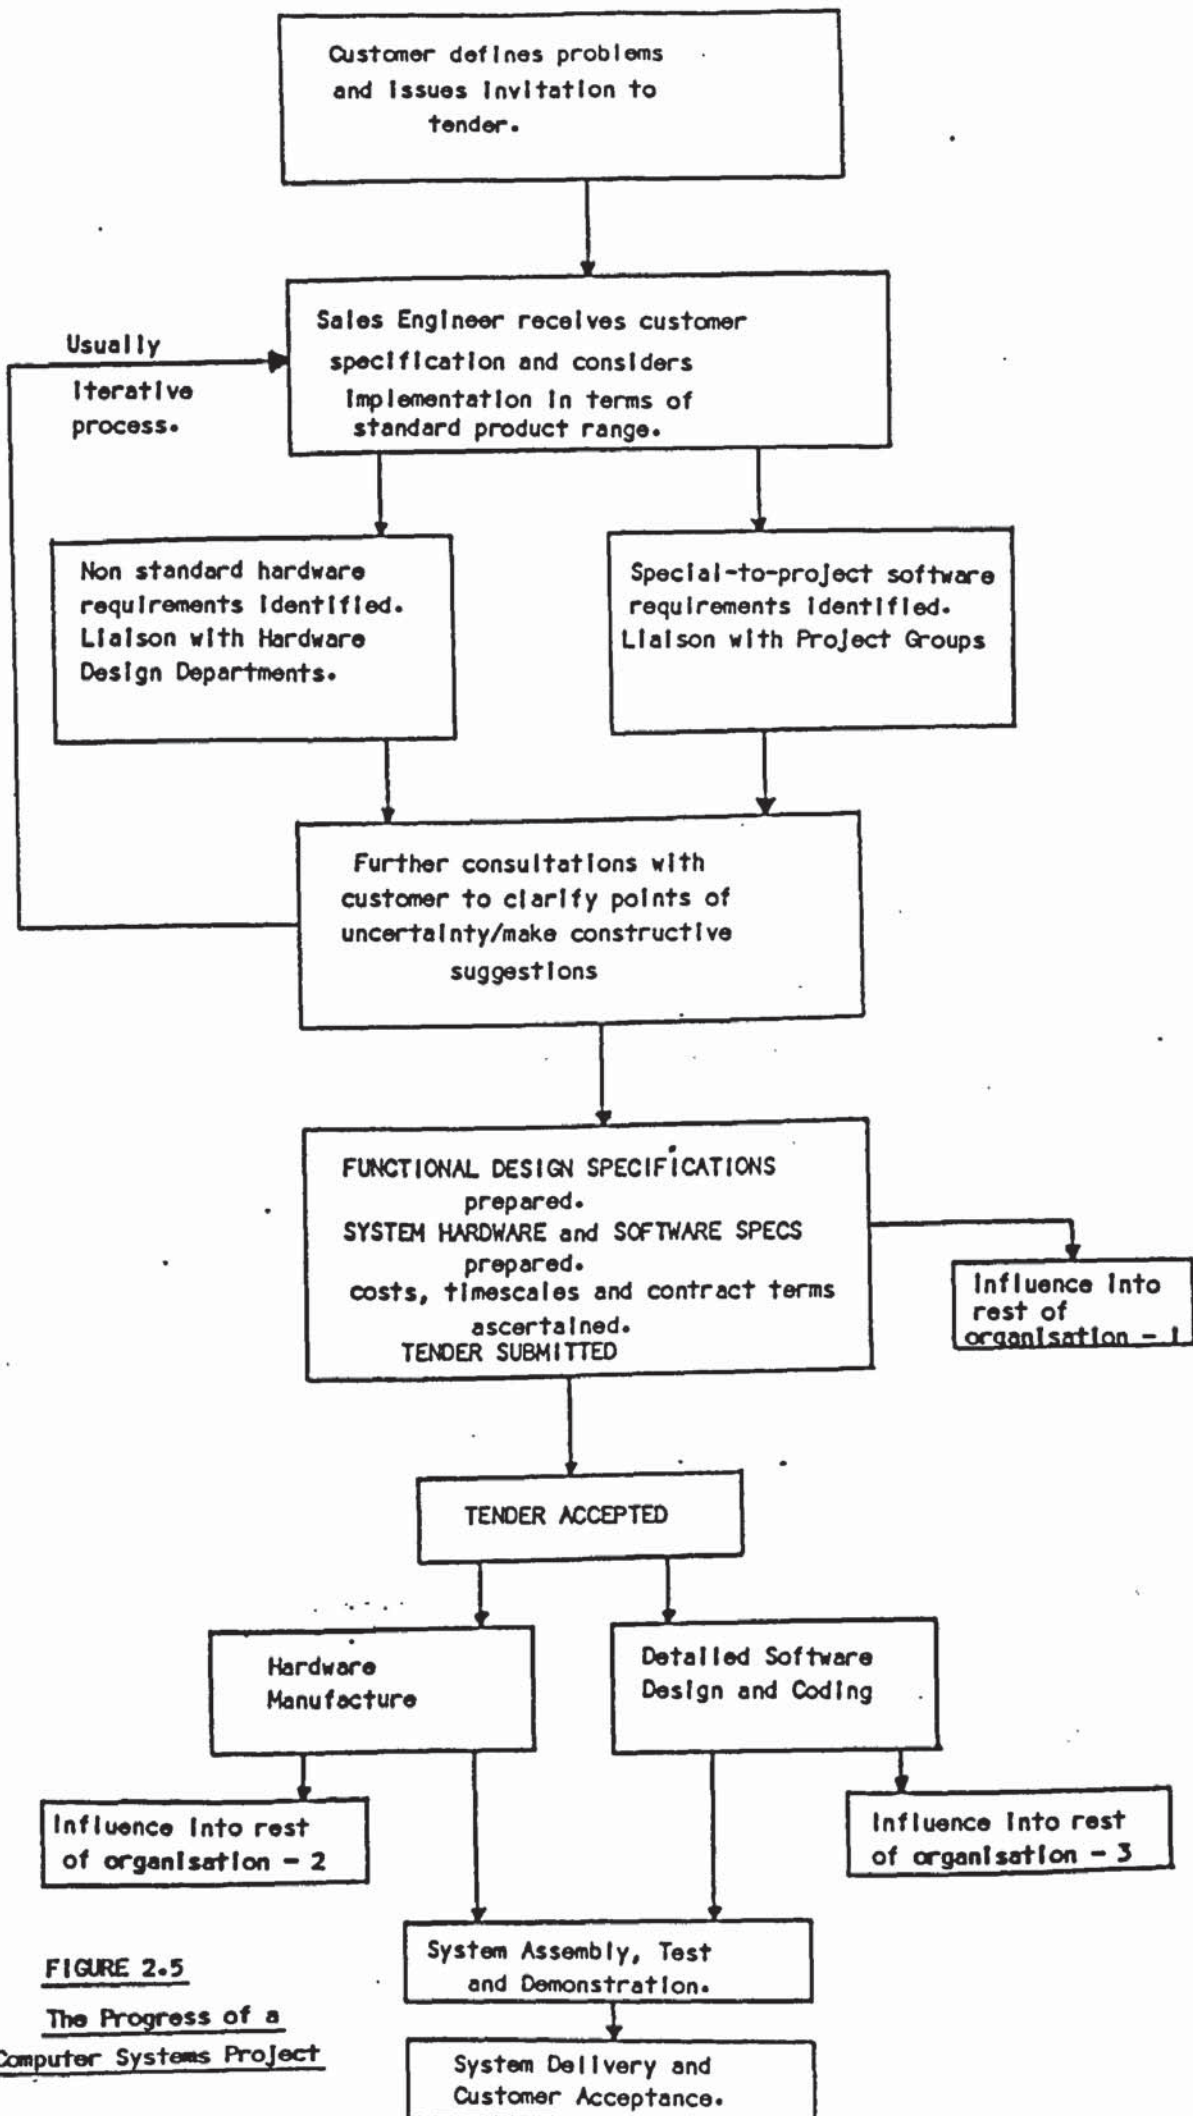 Customer defines problems
and issues invitation to
tender.
Sales Engineer receives customer
specification and considers
implementation in terms of
standard product range.
Usually
iterative
process.
Non standard hardware
requirements identified.
Liaison with Hardware
Design Departments.
Special-to-project software
requirements identified.
Liaison with Project Groups
Further consultations with
customer to clarify points of
uncertainty/make constructive
suggestions
FUNCTIONAL DESIGN SPECIFICATIONS
prepared.
SYSTEM HARDWARE and SOFTWARE SPECS
prepared.
costs, timescales and contract terms
ascertained.
TENDER SUBMITTED
Influence into
rest of
organisation - 1
TENDER ACCEPTED
Hardware
Manufacture
Detailed Software
Design and Coding
Influence into rest
of organisation - 2
Influence into rest
of organisation - 3
System Assembly, Test
and Demonstration.
System Delivery and
Customer Acceptance.
FIGURE 2.5
The Progress of a
Computer Systems Project